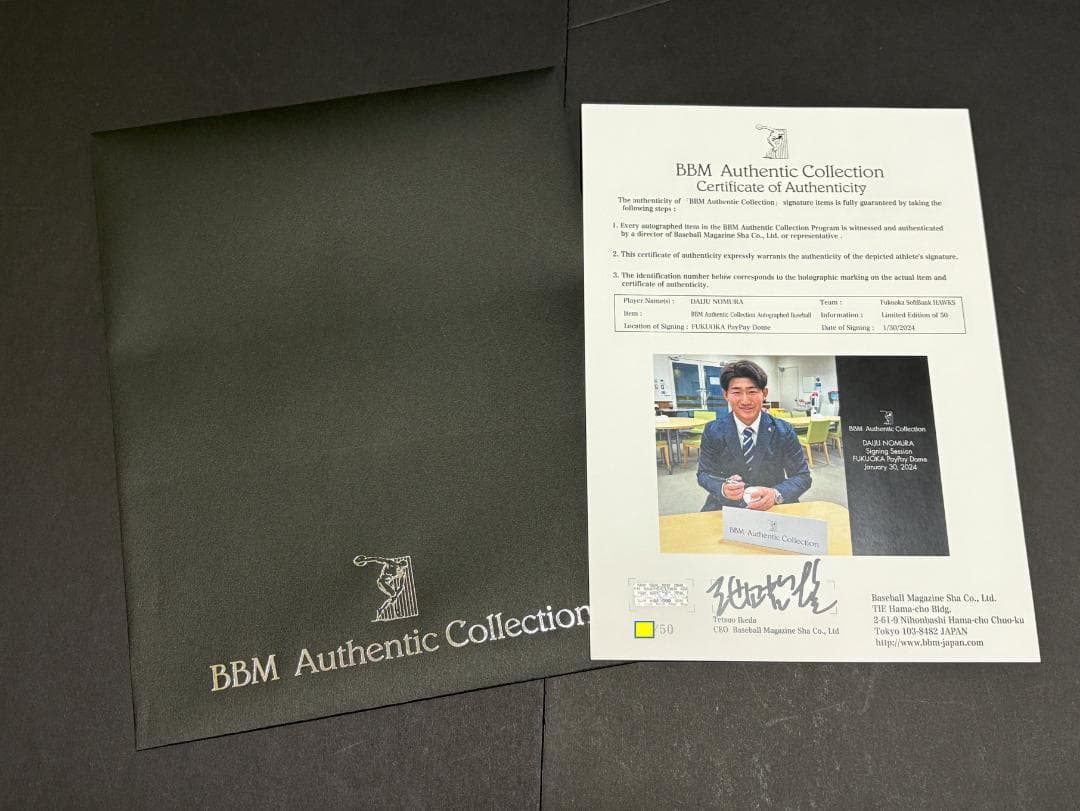 BBM Authentic Collection
BBM Authentic Collection
Certificate of Authenticity
The authenticity of 「BBM Authentic Collection」 signature items is fully guaranteed by taking the
following steps :
1. Every autographed item in the BBM Authentic Collection Program is witnessed and authenticated
by a director of Baseball Magazine Sha Co., Ltd. or representative .
2. This certificate of authenticity expressly warrants the authenticity of the depicted athlete's signature.
3. The identification number below corresponds to the holographic marking on the actual item and
certificate of authenticity.
Player Name(s) : DAIJU NOMURA Team : Fukuoka SoftBank HAWKS
Item : BBM Authentic Collection Autographed Baseball Information : Limited Edition of 50
Location of Signing : FUKUOKA PayPay Dome Date of Signing : 1/30/2024
BBM Authentic Collection
DAIJU NOMURA
Signing Session
FUKUOKA PayPay Dome
January 30, 2024
BBM Authentic Collection
/50
Tetsuo Ikeda
CEO Baseball Magazine Sha Co., Ltd
Baseball Magazine Sha Co., Ltd.
TIE Hama-cho Bldg.
2-61-9 Nihonbashi Hama-cho Chuo-ku
Tokyo 103-8482 JAPAN
http://www.bbm-japan.com